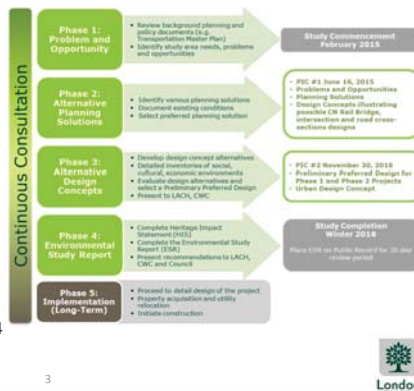 Continuous Consultation
Phase 1:
Problem and
Opportunity
• Review background planning and
policy documents (e.g.
Transportation Master Plan)
• Identify study area needs, problems
and opportunities
Study Commencement
February 2015
Phase 2:
Alternative
Planning
Solutions
• Identify various planning solutions
• Document existing conditions
• Select preferred planning solution
• PIC #1 June 16, 2015
• Problems and Opportunities
• Planning Solutions
• Design Concepts illustrating
possible CN Rail Bridge,
intersection and road cross-
sections designs
Phase 3:
Alternative
Design
Concepts
• Develop design concept alternatives
• Detailed inventories of social,
cultural, economic environments
• Evaluate design alternatives and
select a Preliminary Preferred Design
• Present to LACH, CWC
• PIC #2 November 30, 2016
• Preliminary Preferred Design for
Phase 1 and Phase 2 Projects
• Urban Design Concept
Phase 4:
Environmental
Study Report
• Complete Heritage Impact
Statement (HIS)
• Complete the Environmental Study
Report (ESR)
• Present recommendations to LACH,
CWC and Council
Study Completion
Winter 2018
Place ESR on Public Record for 30 day
review period
Phase 5:
Implementation
(Long-Term)
• Proceed to detail design of the project
• Property acquisition and utility
relocation
• Initiate construction
4
3
London